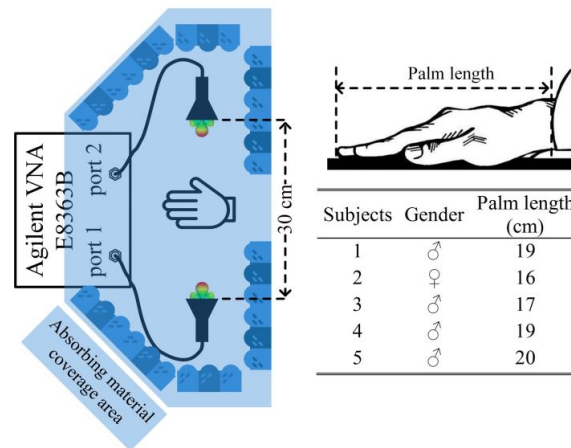 Agilent VNA
E8363B
port 2
port 1
30 cm
Absorbing material
coverage area
Palm length
Subjects Gender Palm length
(cm)
1 ♂ 19
2 ♀ 16
3 ♂ 17
4 ♂ 19
5 ♂ 20